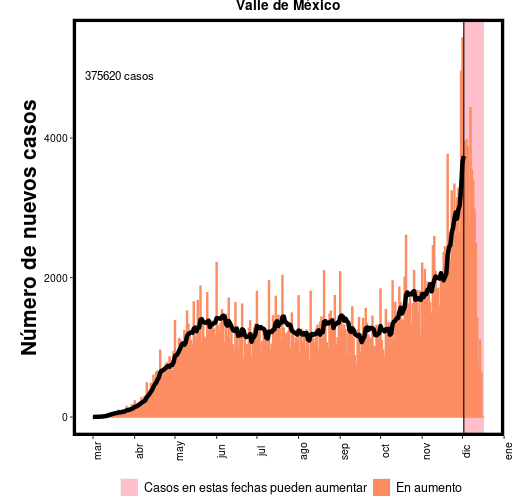 Valle de México
375620 casos
Número de nuevos casos
4000
2000
0
mar
abr
may
jun
jul
ago
sep
oct
nov
dic
ene
Casos en estas fechas pueden aumentar
En aumento